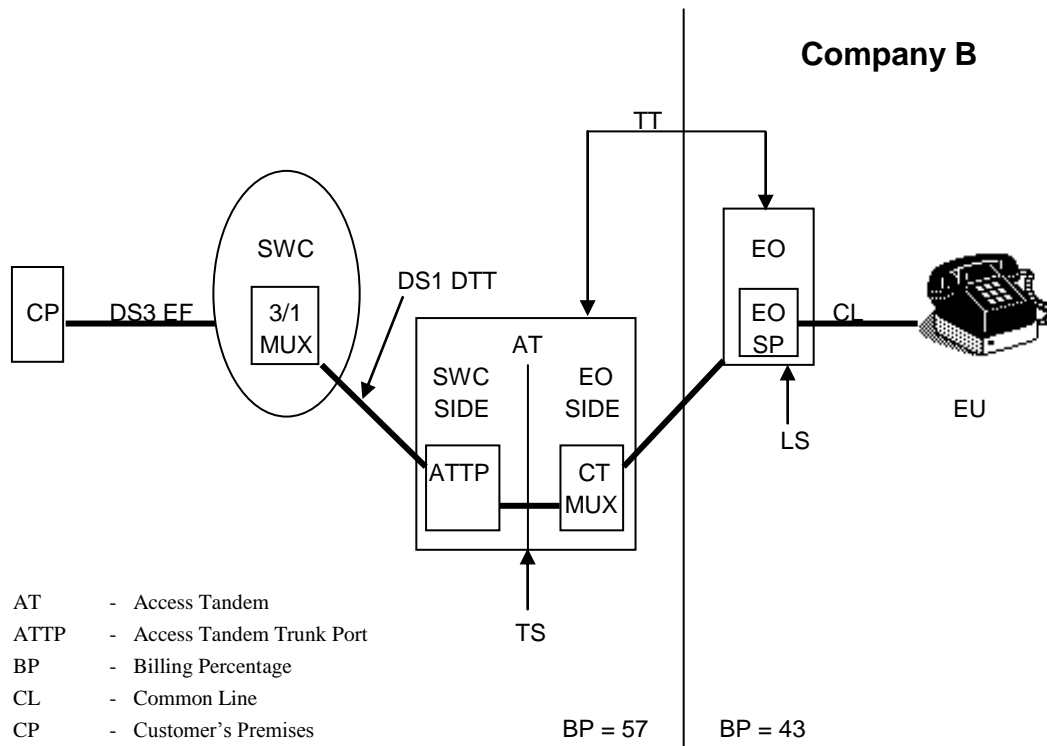 Company B
TT
SWC
EO
DS1 DTT
CP
DS3 EF
3/1
MUX
EO
SP
CL
AT
SWC
SIDE
EO
SIDE
EU
LS
ATTP
CT
MUX
TS
AT - Access Tandem
ATTP - Access Tandem Trunk Port
BP - Billing Percentage
CL - Common Line
CP - Customer’s Premises
BP = 57
BP = 43